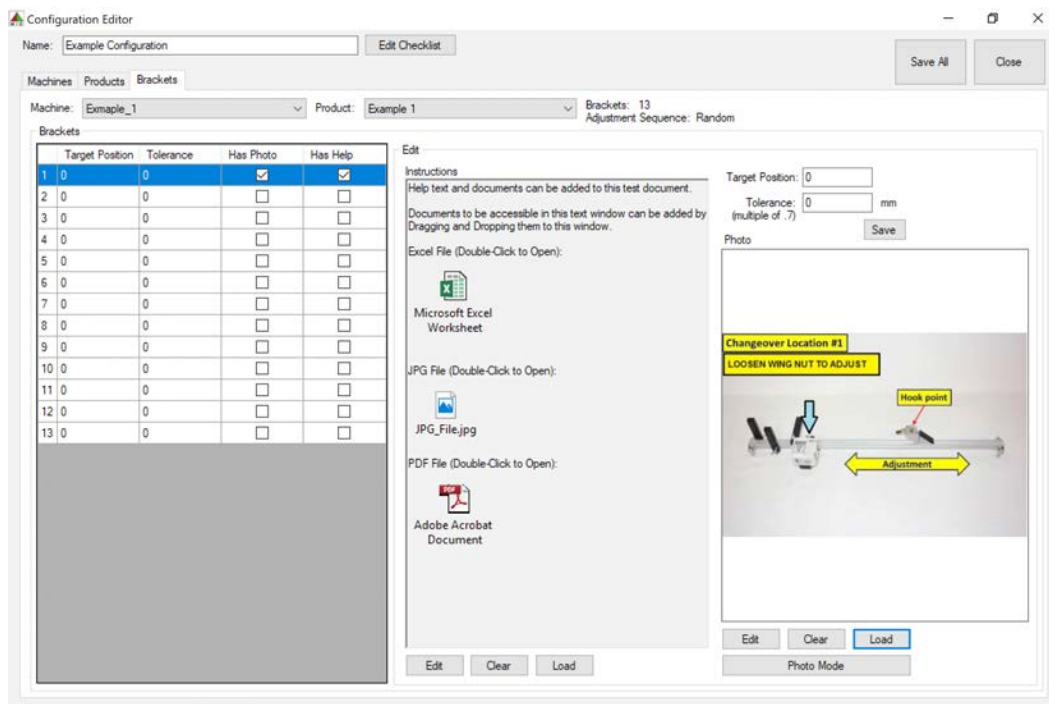 Configuration Editor
Name: Example Configuration Edit Checklist
Save All Close
Machines Products Brackets
Machine: Exmaple_1 Product: Example 1 Brackets: 13
Adjustment Sequence: Random
Brackets
Target Position Tolerance Has Photo Has Help
1 0 0
2 0 0
3 0 0
4 0 0
5 0 0
6 0 0
7 0 0
8 0 0
9 0 0
10 0 0
11 0 0
12 0 0
13 0 0
Edit
Instructions
Help text and documents can be added to this test document.
Documents to be accessible in this text window can be added by
Dragging and Dropping them to this window.
Excel File (Double-Click to Open):
Microsoft Excel
Worksheet
JPG File (Double-Click to Open):
JPG_File.jpg
PDF File (Double-Click to Open):
PDF
Adobe Acrobat
Document
Edit Clear Load
Target Position: 0
Tolerance: 0 mm
(multiple of .7)
Save
Photo
Changeover Location #1
LOOSEN WING NUT TO ADJUST
Hook point
Adjustment
Edit Clear Load
Photo Mode